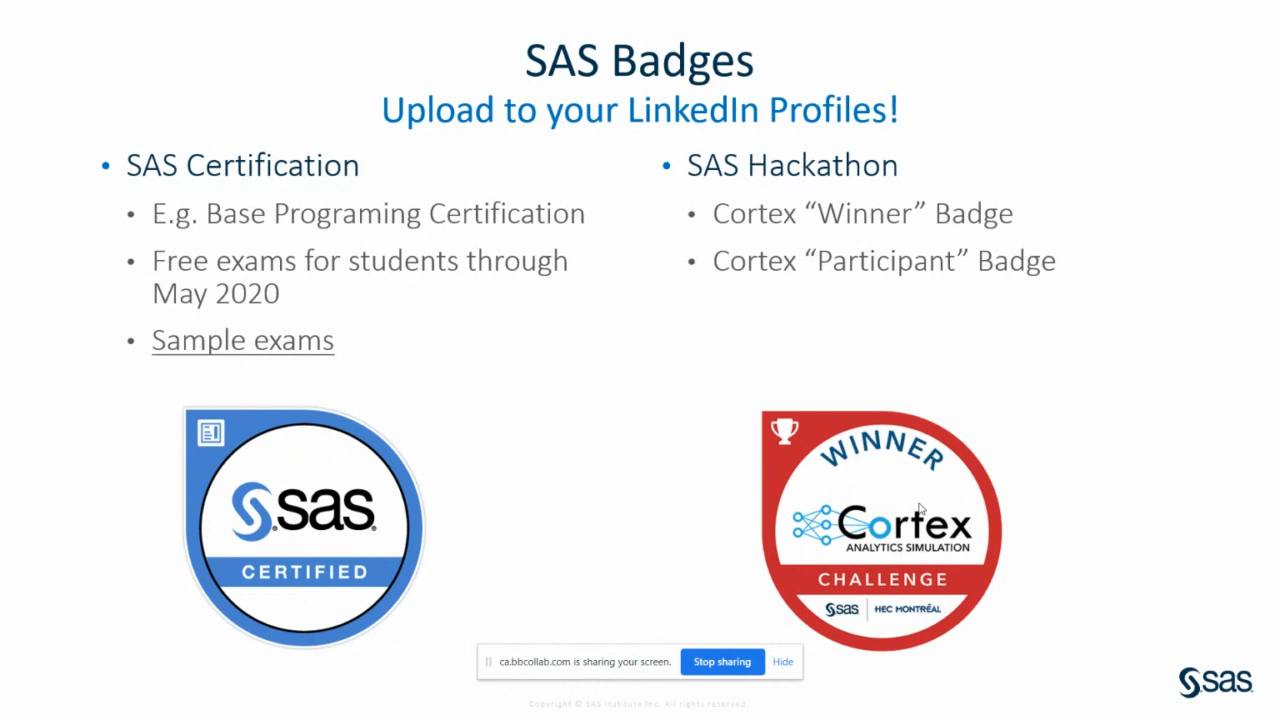 SAS Badges
Upload to your LinkedIn Profiles!
• SAS Certification
• E.g. Base Programing Certification
• Free exams for students through
May 2020
• Sample exams
• SAS Hackathon
• Cortex “Winner” Badge
• Cortex “Participant” Badge
sas
CERTIFIED
WINNER
Cortex
ANALYTICS SIMULATION
CHALLENGE
sas | HEC MONTRÉAL
ca.bbcollab.com is sharing your screen. Stop sharing Hide
sas
Copyright © SAS Institute Inc. All rights reserved.